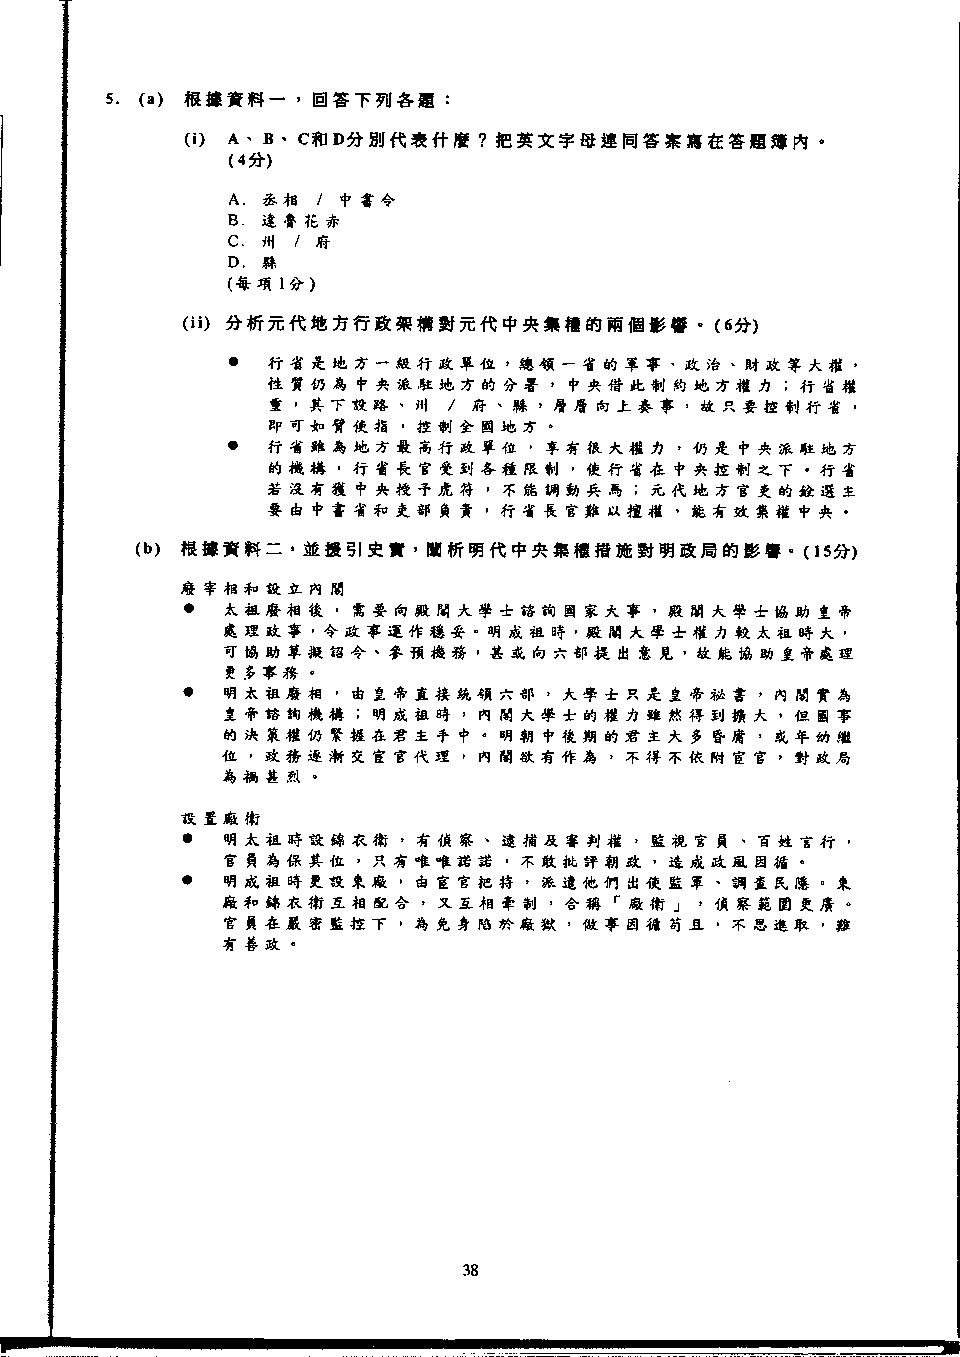 5. (a) 根據資料一，回答下列各題：
(i) A、B、C和D分別代表什麼？把英文字母連同答案寫在答題簿內。
(4分)
A. 丞相 / 中書令
B. 達魯花赤
C. 州 / 府
D. 縣
(每項1分)
(ii) 分析元代地方行政架構對元代中央集權的兩個影響。(6分)
● 行省是地方一級行政單位，總領一省的軍事、政治、財政等大權，
性質仍為中央派駐地方的分署，中央借此制約地方權力；行省權
重，其下設路、州 / 府、縣，層層向上奏事，故只要控制行省，
即可如臂使指，控制全國地方。
● 行省雖為地方最高行政單位，享有很大權力，仍是中央派駐地方
的機構，行省長官受到各種限制，使行省在中央控制之下。行省
若沒有獲中央授予虎符，不能調動兵馬；元代地方官吏的銓選主
要由中書省和吏部負責，行省長官難以擅權，能有效集權中央。
(b) 根據資料二，並援引史實，闡析明代中央集權措施對明政局的影響。(15分)
廢宰相和設立內閣
● 太祖廢相後，需要向殿閣大學士諮詢國家大事，殿閣大學士協助皇帝
處理政事，令政事運作穩妥。明成祖時，殿閣大學士權力較太祖時大，
可協助草擬詔令、參預機務，甚或向六部提出意見，故能協助皇帝處理
更多事務。
● 明太祖廢相，由皇帝直接統領六部，大學士只是皇帝祕書，內閣實為
皇帝諮詢機構；明成祖時，內閣大學士的權力雖然得到擴大，但國事
的決策權仍緊握在君主手中。明朝中後期的君主大多昏庸，或年幼繼
位，政務逐漸交宦官代理，內閣欲有作為，不得不依附宦官，對政局
為禍甚烈。
設置廠衛
● 明太祖時設錦衣衛，有偵察、逮捕及審判權，監視官員、百姓言行，
官員為保其位，只有唯唯諾諾，不敢批評朝政，造成政風因循。
● 明成祖時更設東廠，由宦官把持，派遣他們出使監軍、調查民隱。東
廠和錦衣衛互相配合，又互相牽制，合稱「廠衛」，偵察範圍更廣。
官員在嚴密監控下，為免身陷於廠獄，做事因循苟且，不思進取，難
有善政。
38